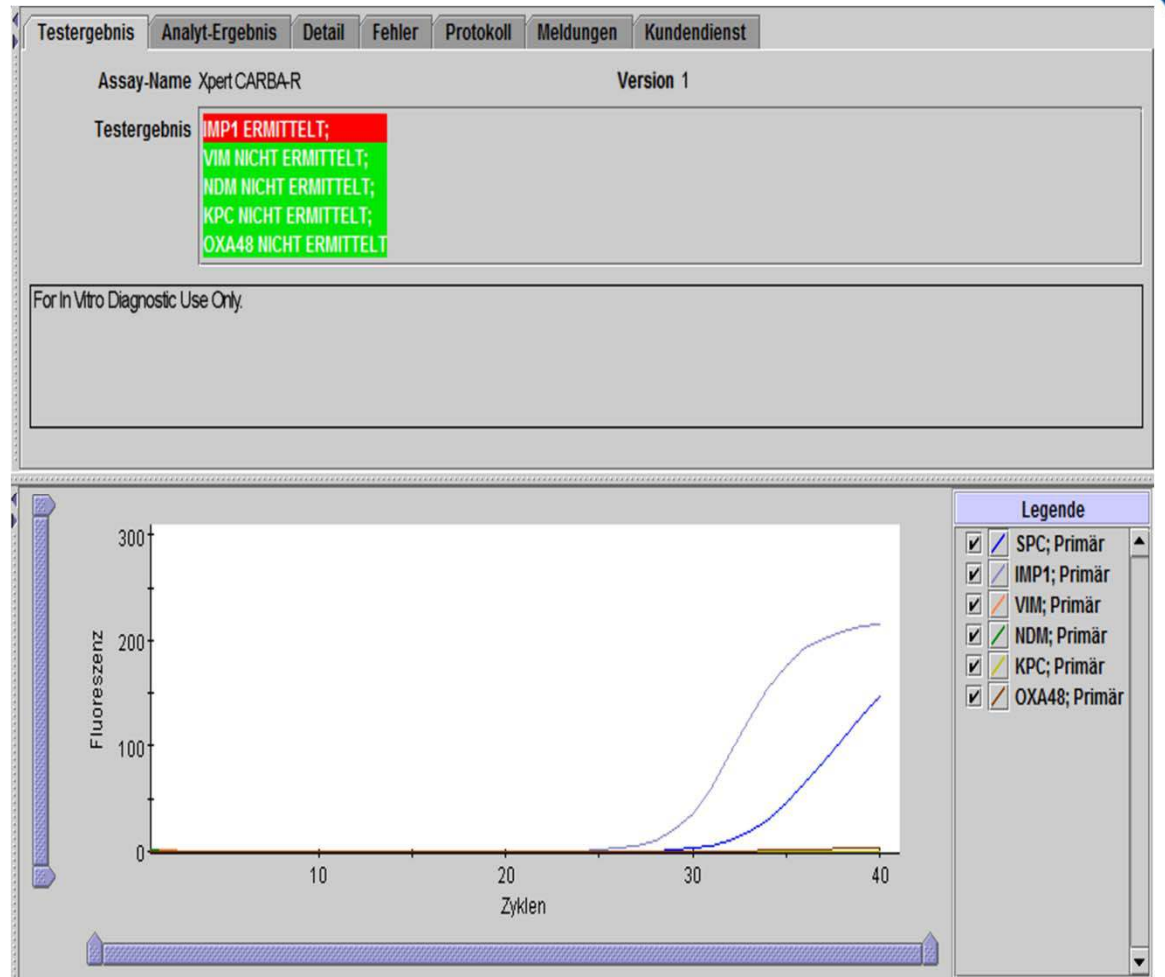 Testergebnis Analyt-Ergebnis Detail Fehler Protokoll Meldungen Kundendienst
Assay-Name Xpert CARBA-R Version 1
Testergebnis IMP1 ERMITTELT;
VIM NICHT ERMITTELT;
NDM NICHT ERMITTELT;
KPC NICHT ERMITTELT;
OXA48 NICHT ERMITTELT
For In Vitro Diagnostic Use Only.
Legende
SPC; Primär
IMP1; Primär
VIM; Primär
NDM; Primär
KPC; Primär
OXA48; Primär
300
200
100
0
Fluoreszenz
10 20 30 40
Zyklen